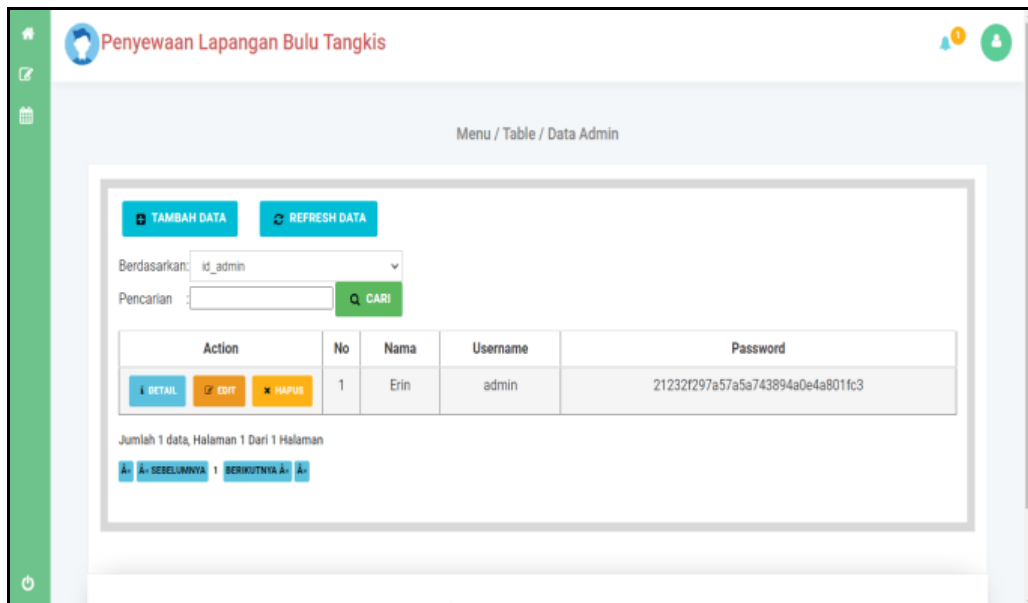 Penyewaan Lapangan Bulu Tangkis
1
Menu / Table / Data Admin
TAMBAH DATA REFRESH DATA
Berdasarkan: id_admin
Pencarian : CARI
Action No Nama Username Password
DETAIL EDIT HAPUS 1 Erin admin 21232f297a57a5a743894a0e4a801fc3
Jumlah 1 data, Halaman 1 Dari 1 Halaman
Â« Â« SEBELUMNYA 1 BERIKUTNYA Â» Â»